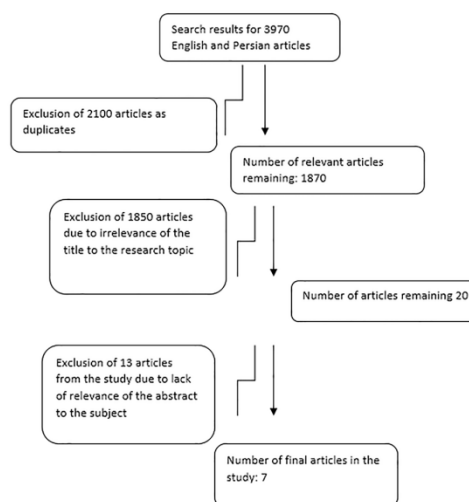 Search results for 3970
English and Persian articles
Exclusion of 2100 articles as
duplicates
Number of relevant articles
remaining: 1870
Exclusion of 1850 articles
due to irrelevance of the
title to the research topic
Number of articles remaining 20
Exclusion of 13 articles
from the study due to lack
of relevance of the abstract
to the subject
Number of final articles in the
study: 7